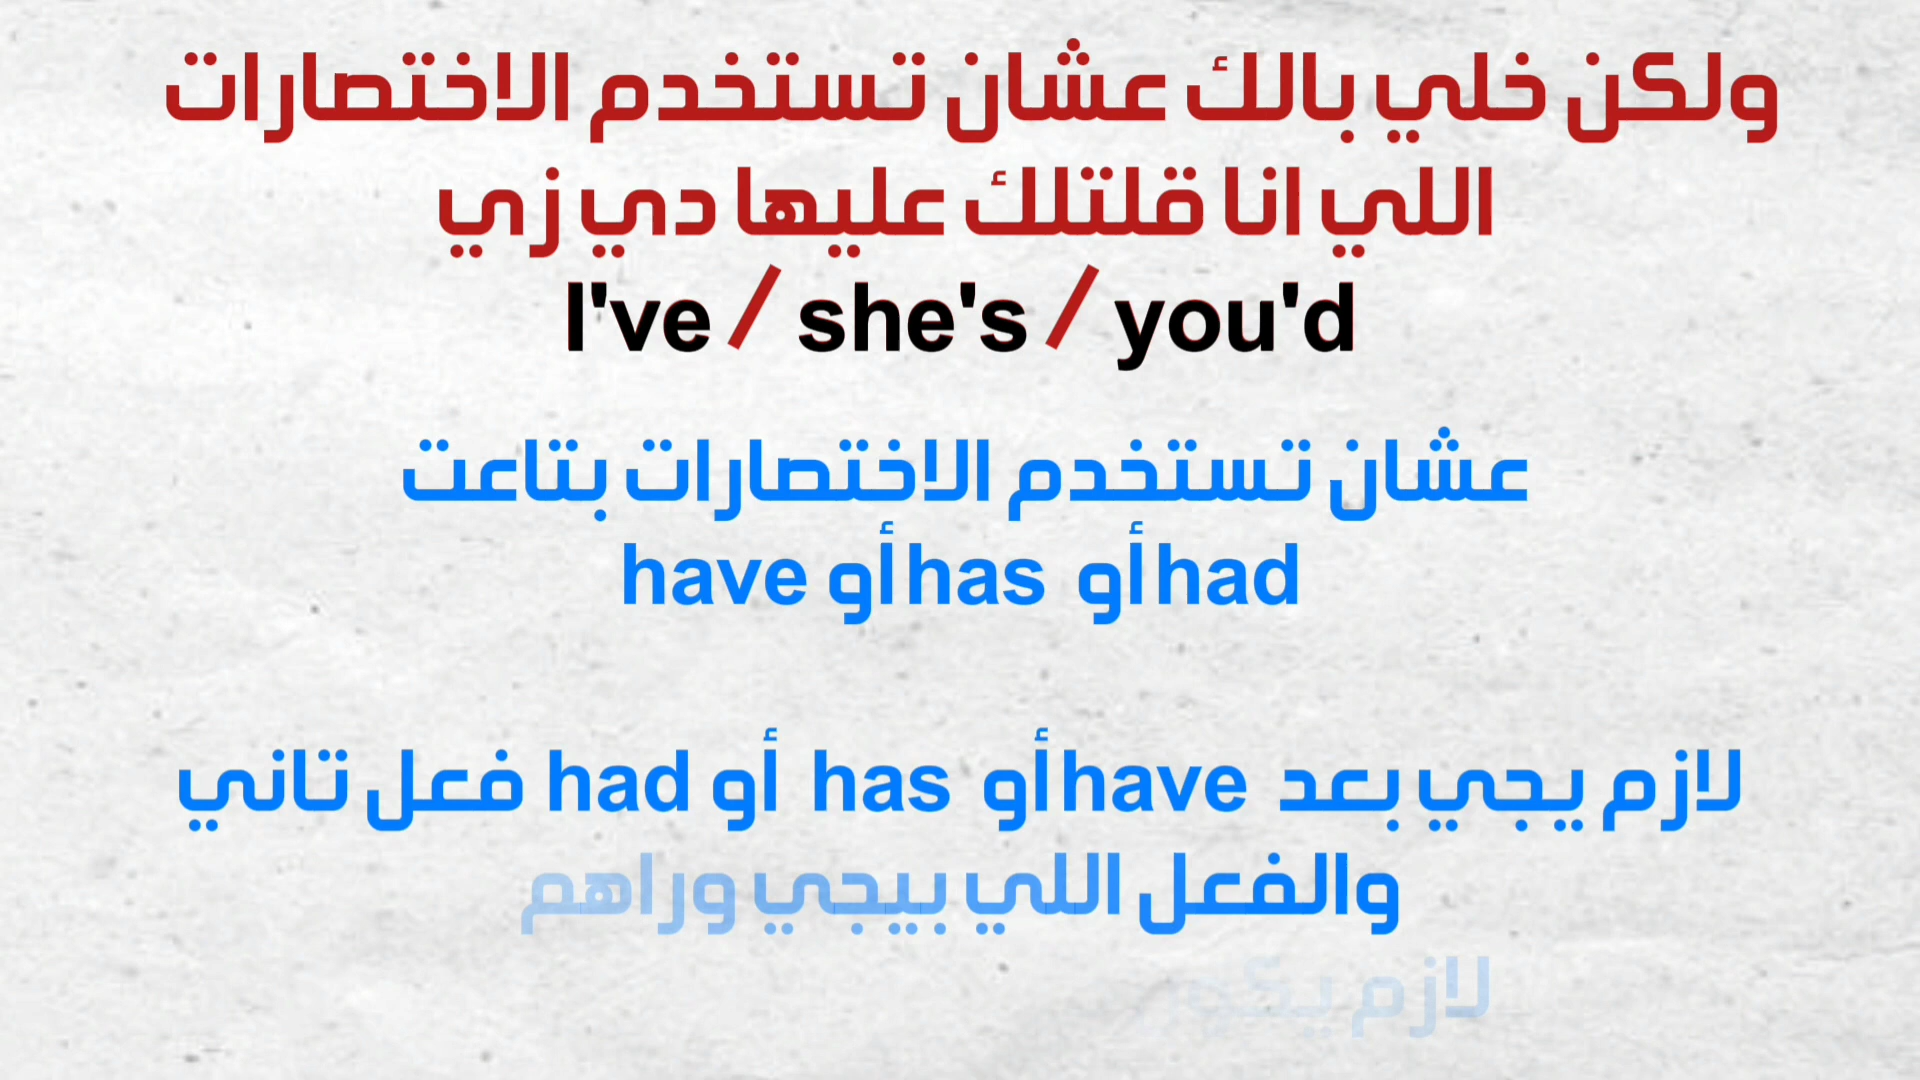 ولكن خلي بالك عشان تستخدم الاختصارات
اللي انا قلتلك عليها دي زي
I've / she's / you'd
عشان تستخدم الاختصارات بتاعت
have أو has أو had
لازم يجي بعد have أو has أو had فعل تاني
والفعل اللي بيجي وراهم
لازم